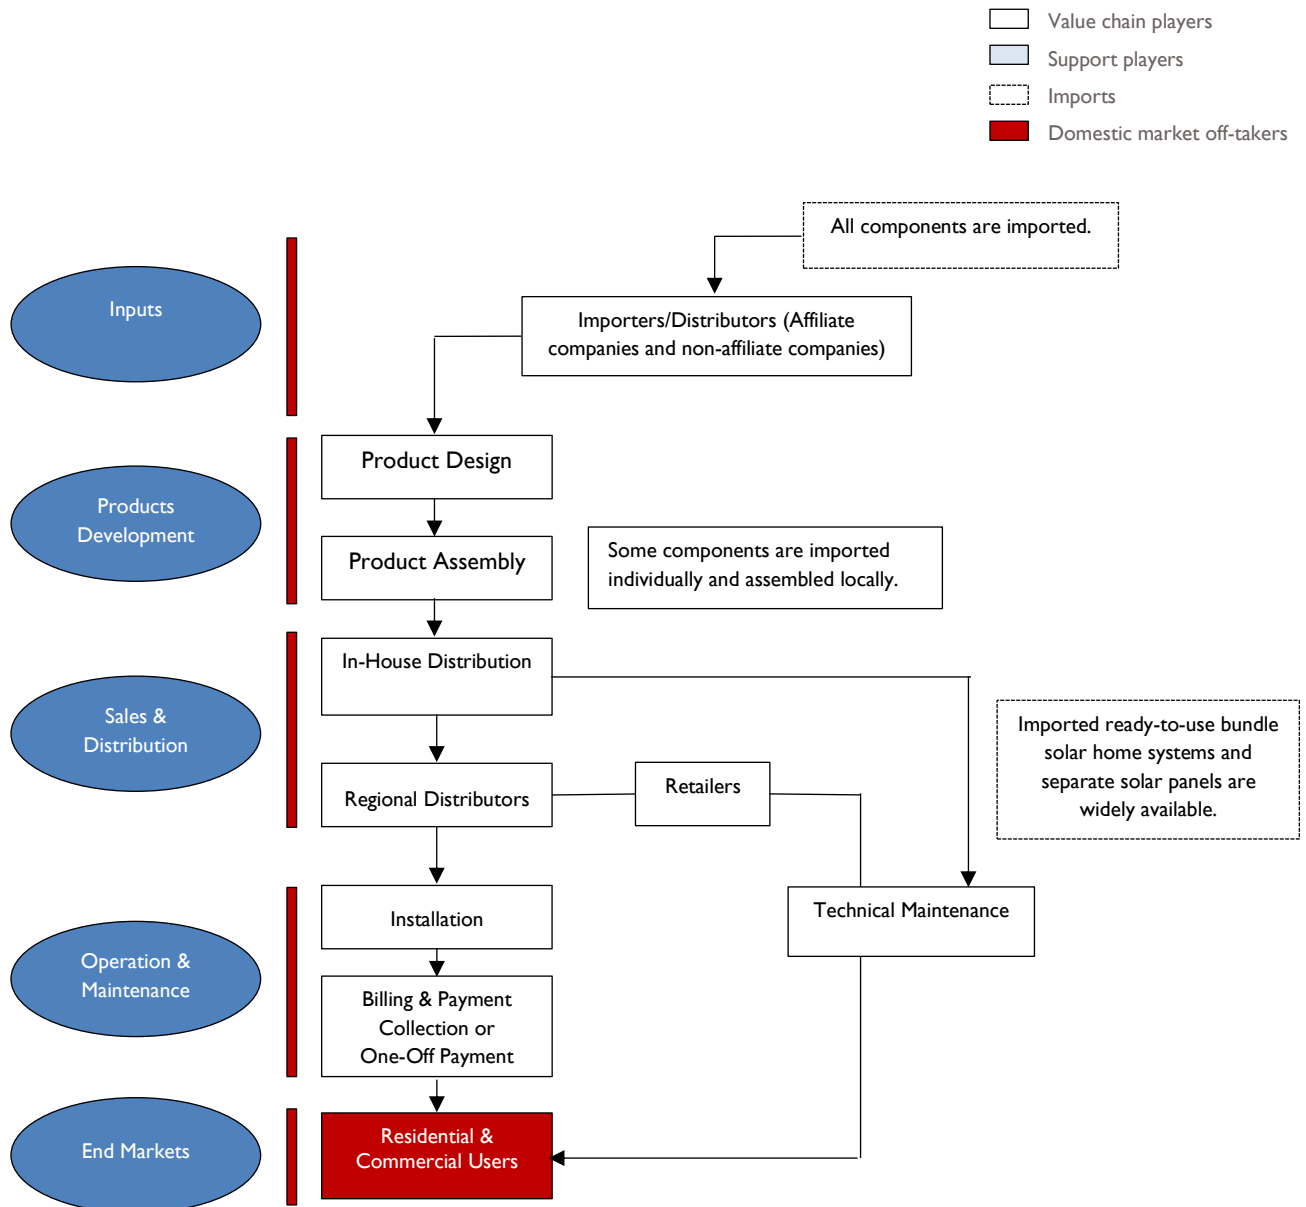 Value chain players
Support players
Imports
Domestic market off-takers
All components are imported.
Inputs
Importers/Distributors (Affiliate
companies and non-affiliate companies)
Product Design
Products
Development
Product Assembly
Some components are imported
individually and assembled locally.
In-House Distribution
Sales &
Distribution
Imported ready-to-use bundle
solar home systems and
separate solar panels are
widely available.
Regional Distributors
Retailers
Installation
Technical Maintenance
Operation &
Maintenance
Billing & Payment
Collection or
One-Off Payment
End Markets
Residential &
Commercial Users